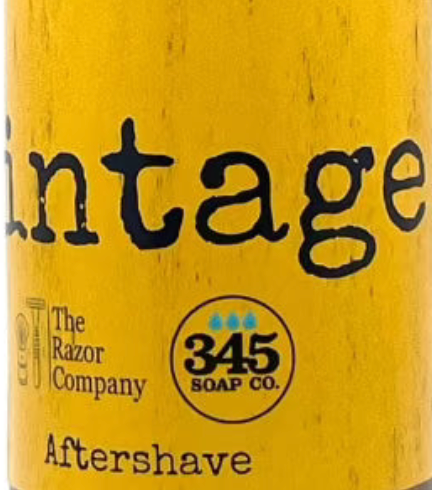 intage
The
Razor
Company
345
SOAP CO.
Aftershave